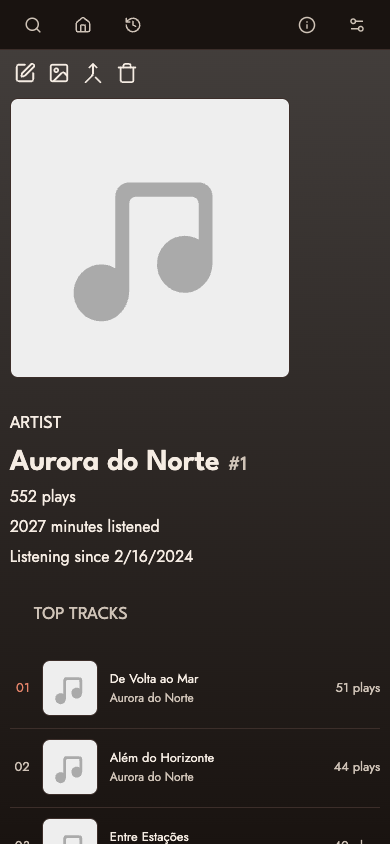 ARTIST
Aurora do Norte #1
552 plays
2027 minutes listened
Listening since 2/16/2024
TOP TRACKS
01 De Volta ao Mar 51 plays
Aurora do Norte
02 Além do Horizonte 44 plays
Aurora do Norte
Entre Estações